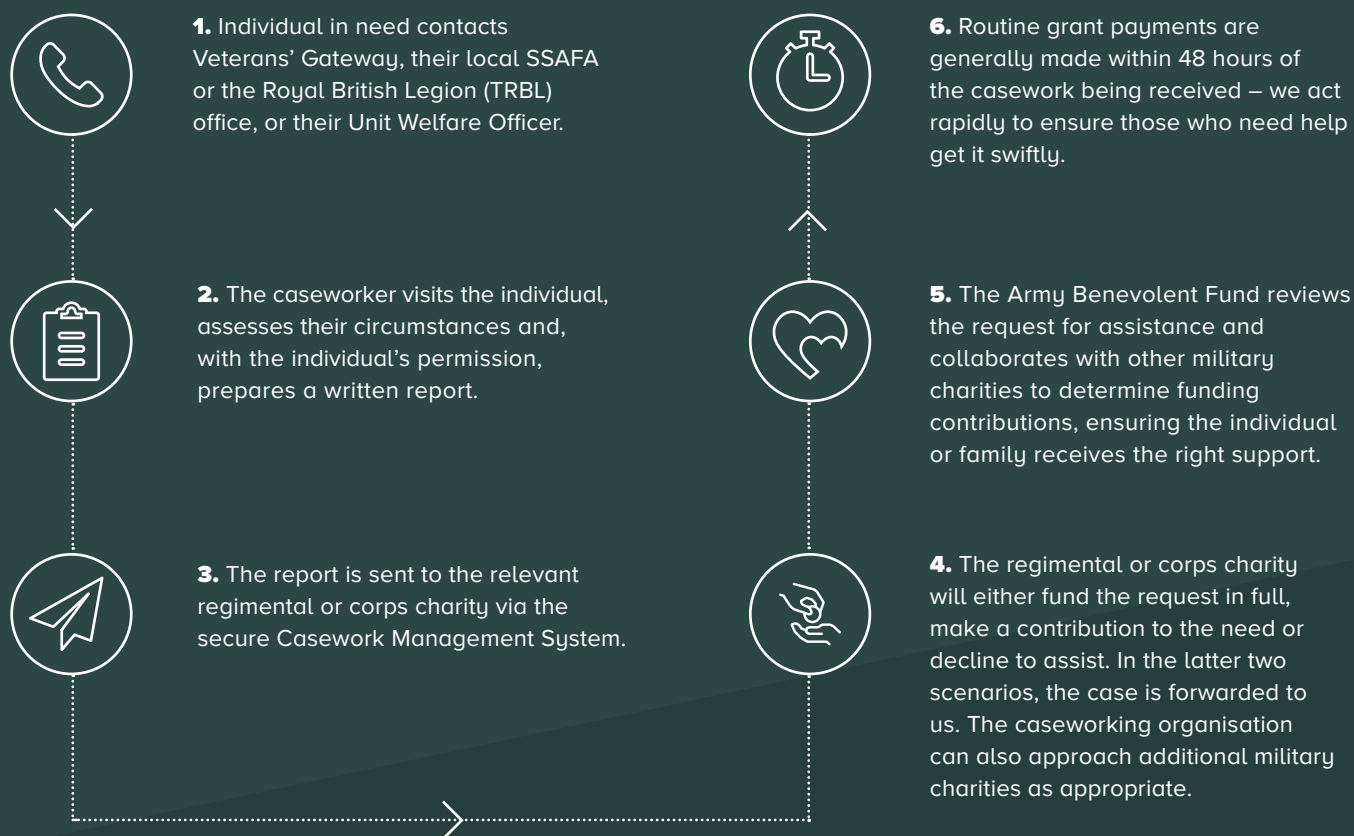 1. Individual in need contacts
Veterans’ Gateway, their local SSAFA
or the Royal British Legion (TRBL)
office, or their Unit Welfare Officer.
2. The caseworker visits the individual,
assesses their circumstances and,
with the individual’s permission,
prepares a written report.
3. The report is sent to the relevant
regimental or corps charity via the
secure Casework Management System.
4. The regimental or corps charity
will either fund the request in full,
make a contribution to the need or
decline to assist. In the latter two
scenarios, the case is forwarded to
us. The caseworking organisation
can also approach additional military
charities as appropriate.
5. The Army Benevolent Fund reviews
the request for assistance and
collaborates with other military
charities to determine funding
contributions, ensuring the individual
or family receives the right support.
6. Routine grant payments are
generally made within 48 hours of
the casework being received – we act
rapidly to ensure those who need help
get it swiftly.